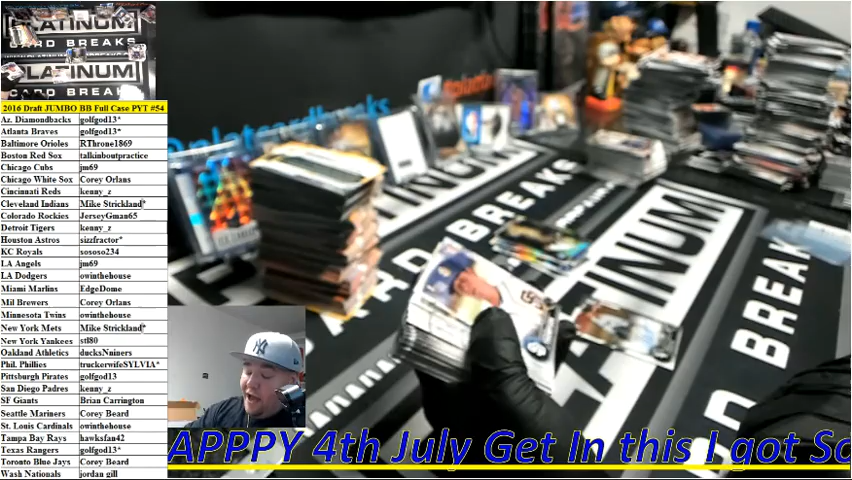 PLATINUM
CARD BREAKS
PLATINUM
CARD BREAKS
2016 Draft JUMBO BB Full Case PYT #54
Az. Diamondbacks golfgod13*
Atlanta Braves golfgod13*
Baltimore Orioles RThrone1869
Boston Red Sox talkinboutpractice
Chicago Cubs jm69
Chicago White Sox Corey Orlans
Cincinnati Reds kenny_z
Cleveland Indians Mike Strickland*
Colorado Rockies JerseyGman65
Detroit Tigers kenny_z
Houston Astros sizzfractor*
KC Royals sososo234
LA Angels jm69
LA Dodgers owinthehouse
Miami Marlins EdgeDome
Mil Brewers Corey Orlans
Minnesota Twins owinthehouse
New York Mets Mike Strickland*
New York Yankees stl80
Oakland Athletics ducksNniners
Phil. Phillies truckerwifeSYLVIA*
Pittsburgh Pirates golfgod13
San Diego Padres kenny_z
SF Giants Brian Carrington
Seattle Mariners Corey Beard
St. Louis Cardinals owinthehouse
Tampa Bay Rays hawksfan42
Texas Rangers golfgod13*
Toronto Blue Jays Corey Beard
Wash Nationals jordan gill
@platcardbreaks
BREAKS
INUM
RD BREAK
APPPY 4th July Get In this I got So